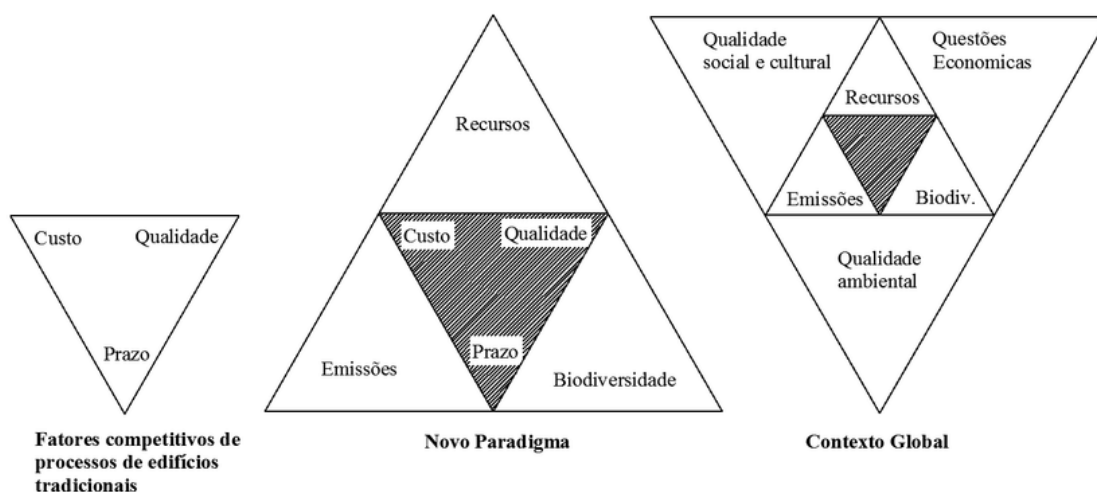 Custo
Qualidade
Prazo
Fatores competitivos de
processos de edifícios
tradicionais
Recursos
Custo
Qualidade
Prazo
Emissões
Biodiversidade
Novo Paradigma
Qualidade
social e cultural
Questões
Economicas
Recursos
Emissões
Biodiv.
Qualidade
ambiental
Contexto Global